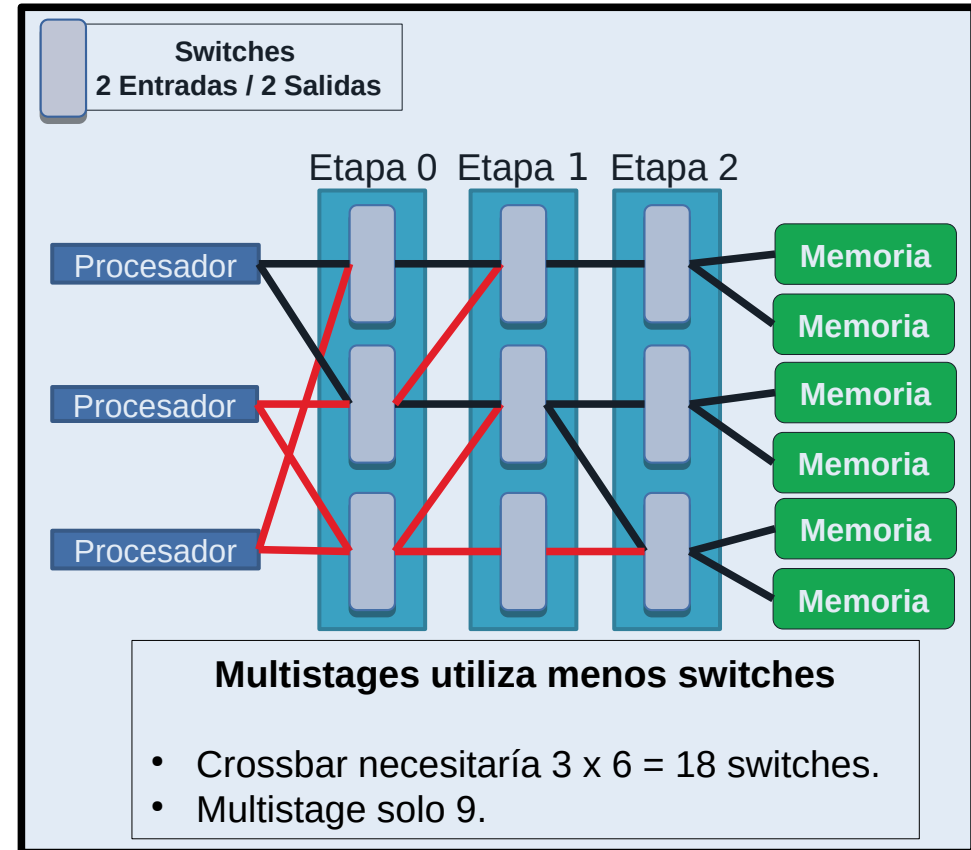 Switches
2 Entradas / 2 Salidas
Etapa 0 Etapa 1 Etapa 2
Procesador
Memoria
Memoria
Procesador
Memoria
Memoria
Procesador
Memoria
Memoria
Multistages utiliza menos switches
• Crossbar necesitaría 3 x 6 = 18 switches.
• Multistage solo 9.